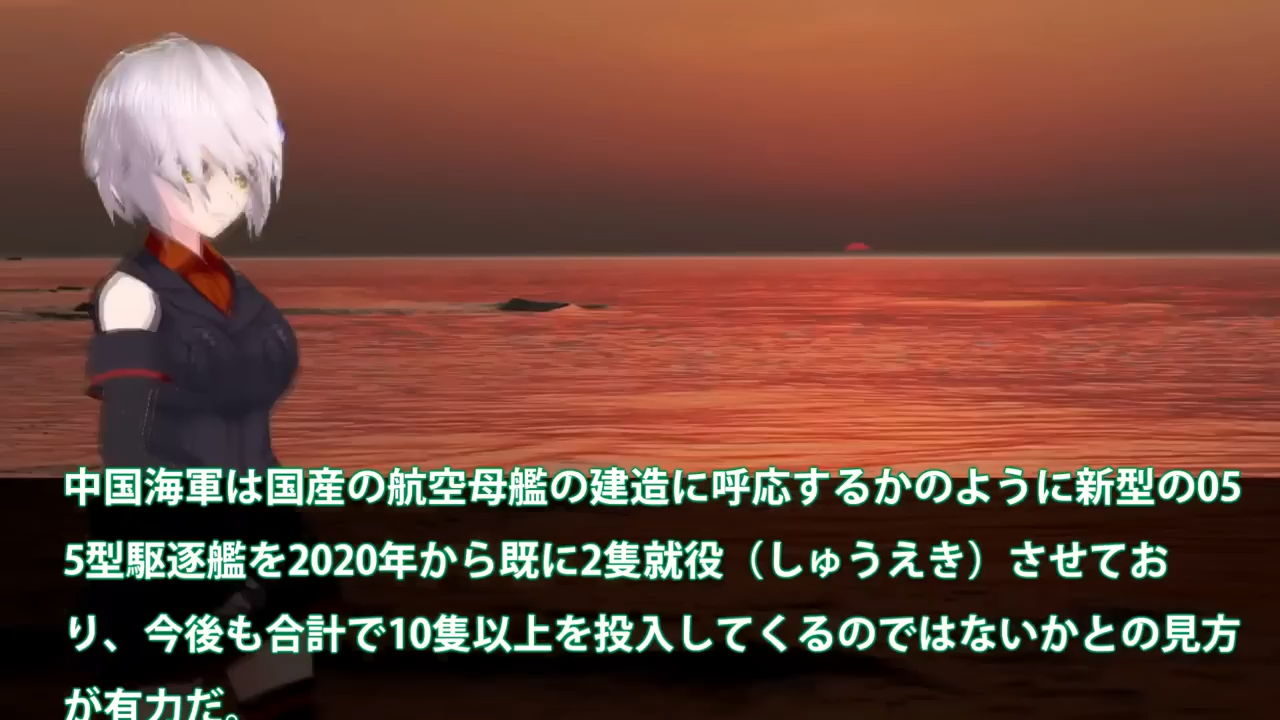 中国海軍は国産の航空母艦の建造に呼応するかのように新型の05
5型駆逐艦を2020年から既に2隻就役（しゅうえき）させてお
り、今後も合計で10隻以上を投入してくるのではないかとの見方
が有力だ。